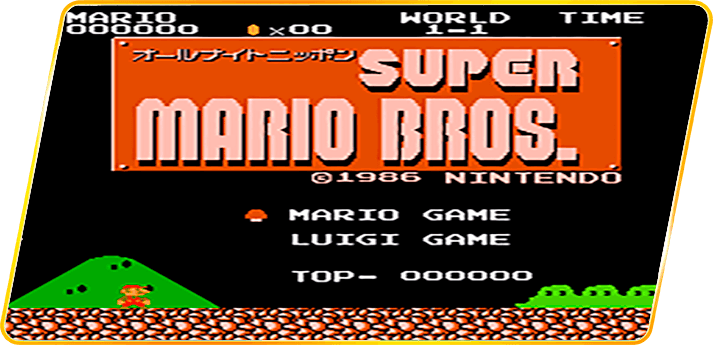 MARIO WORLD TIME
000000 ×00 1-1
オールナイトニッポン SUPER
MARIO BROS.
©1986 NINTENDO
MARIO GAME
LUIGI GAME
TOP- 000000